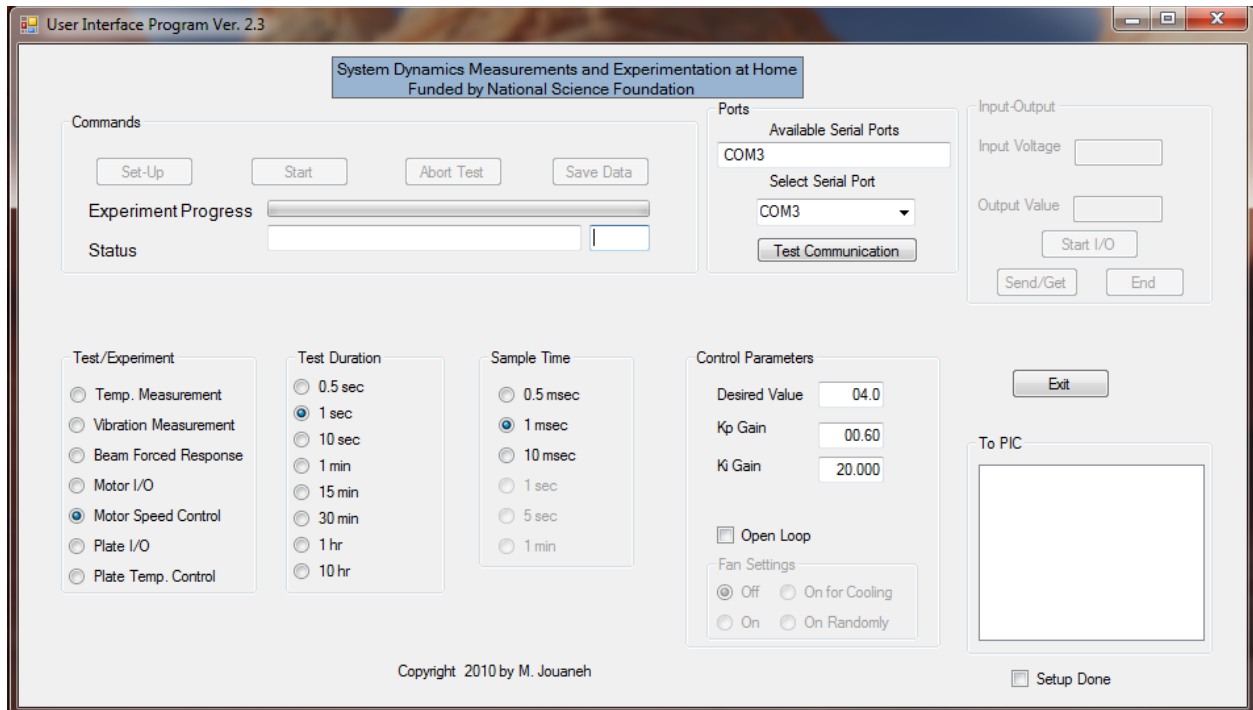 User Interface Program Ver. 2.3
System Dynamics Measurements and Experimentation at Home
Funded by National Science Foundation
Commands
Set-Up
Start
Abort Test
Save Data
Experiment Progress
Status
Ports
Available Serial Ports
COM3
Select Serial Port
COM3
Test Communication
Input-Output
Input Voltage
Output Value
Start I/O
Send/Get
End
Test/Experiment
Temp. Measurement
Vibration Measurement
Beam Forced Response
Motor I/O
Motor Speed Control
Plate I/O
Plate Temp. Control
Test Duration
0.5 sec
1 sec
10 sec
1 min
15 min
30 min
1 hr
10 hr
Sample Time
0.5 msec
1 msec
10 msec
1 sec
5 sec
1 min
Control Parameters
Desired Value 04.0
Kp Gain 00.60
Ki Gain 20.000
Open Loop
Fan Settings
Off On for Cooling
On On Randomly
Exit
To PIC
Setup Done
Copyright 2010 by M. Jouaneh